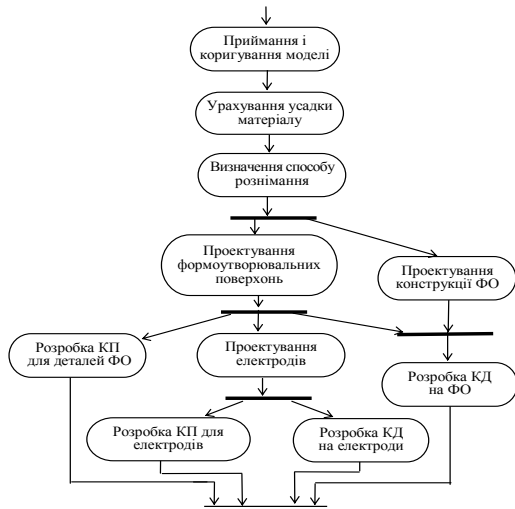 Приймання і
коригування моделі
Урахування усадки
матеріалу
Визначення способу
рознімання
Проектування
формоутворювальних
поверхонь
Проектування
конструкції ФО
Розробка КП
для деталей ФО
Проектування
електродів
Розробка КД
на ФО
Розробка КП для
електродів
Розробка КД
на електроди